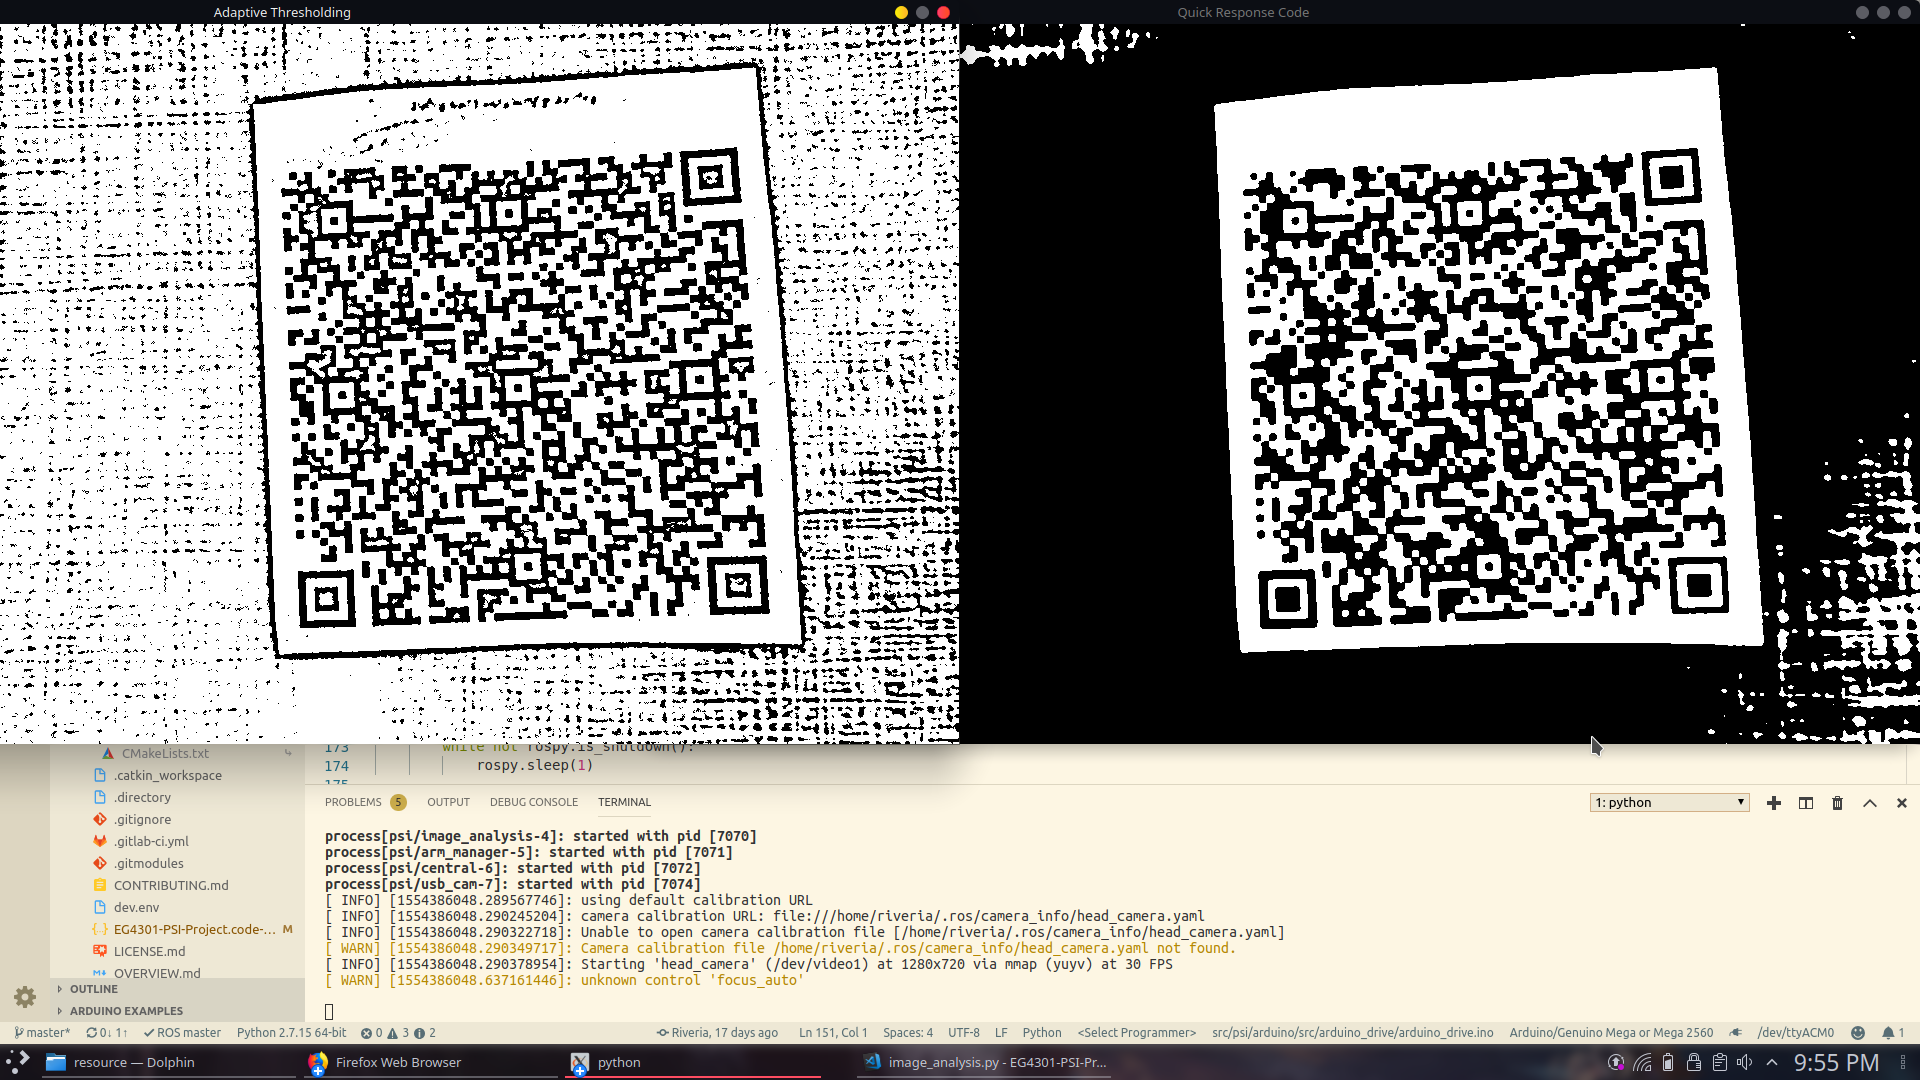 Adaptive Thresholding
Quick Response Code
CMakeLists.txt
.catkin_workspace
.directory
.gitignore
.gitlab-ci.yml
.gitmodules
CONTRIBUTING.md
dev.env
EG4301-PSI-Project.code-... M
LICENSE.md
OVERVIEW.md
OUTLINE
ARDUINO EXAMPLES
173 while not rospy.is_shutdown():
174 rospy.sleep(1)
175
PROBLEMS 5 OUTPUT DEBUG CONSOLE TERMINAL
1: python
process[psi/image_analysis-4]: started with pid [7070]
process[psi/arm_manager-5]: started with pid [7071]
process[psi/central-6]: started with pid [7072]
process[psi/usb_cam-7]: started with pid [7074]
[ INFO] [1554386048.289567746]: using default calibration URL
[ INFO] [1554386048.290245204]: camera calibration URL: file:///home/riveria/.ros/camera_info/head_camera.yaml
[ INFO] [1554386048.290322718]: Unable to open camera calibration file [/home/riveria/.ros/camera_info/head_camera.yaml]
[ WARN] [1554386048.290349717]: Camera calibration file /home/riveria/.ros/camera_info/head_camera.yaml not found.
[ INFO] [1554386048.290378954]: Starting 'head_camera' (/dev/video1) at 1280x720 via mmap (yuyv) at 30 FPS
[ WARN] [1554386048.637161446]: unknown control 'focus_auto'
master* 0↓ 1↑ ROS master Python 2.7.15 64-bit 0 3 2 Riveria, 17 days ago Ln 151, Col 1 Spaces: 4 UTF-8 LF Python <Select Programmer> src/psi/arduino/src/arduino_drive/arduino_drive.ino Arduino/Genuino Mega or Mega 2560 /dev/ttyACM0 1
resource — Dolphin Firefox Web Browser python image_analysis.py - EG4301-PSI-Pr... 9:55 PM